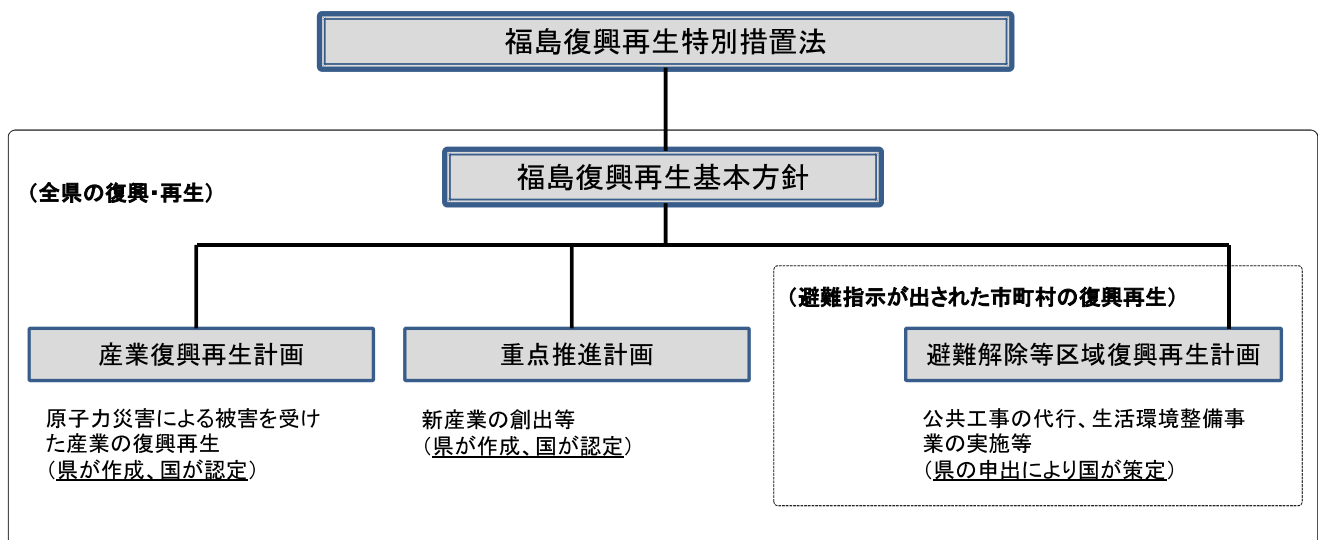 福島復興再生特別措置法
福島復興再生基本方針
（全県の復興・再生）
（避難指示が出された市町村の復興再生）
産業復興再生計画
重点推進計画
避難解除等区域復興再生計画
原子力災害による被害を受け
た産業の復興再生
（県が作成、国が認定）
新産業の創出等
（県が作成、国が認定）
公共工事の代行、生活環境整備事
業の実施等
（県の申出により国が策定）